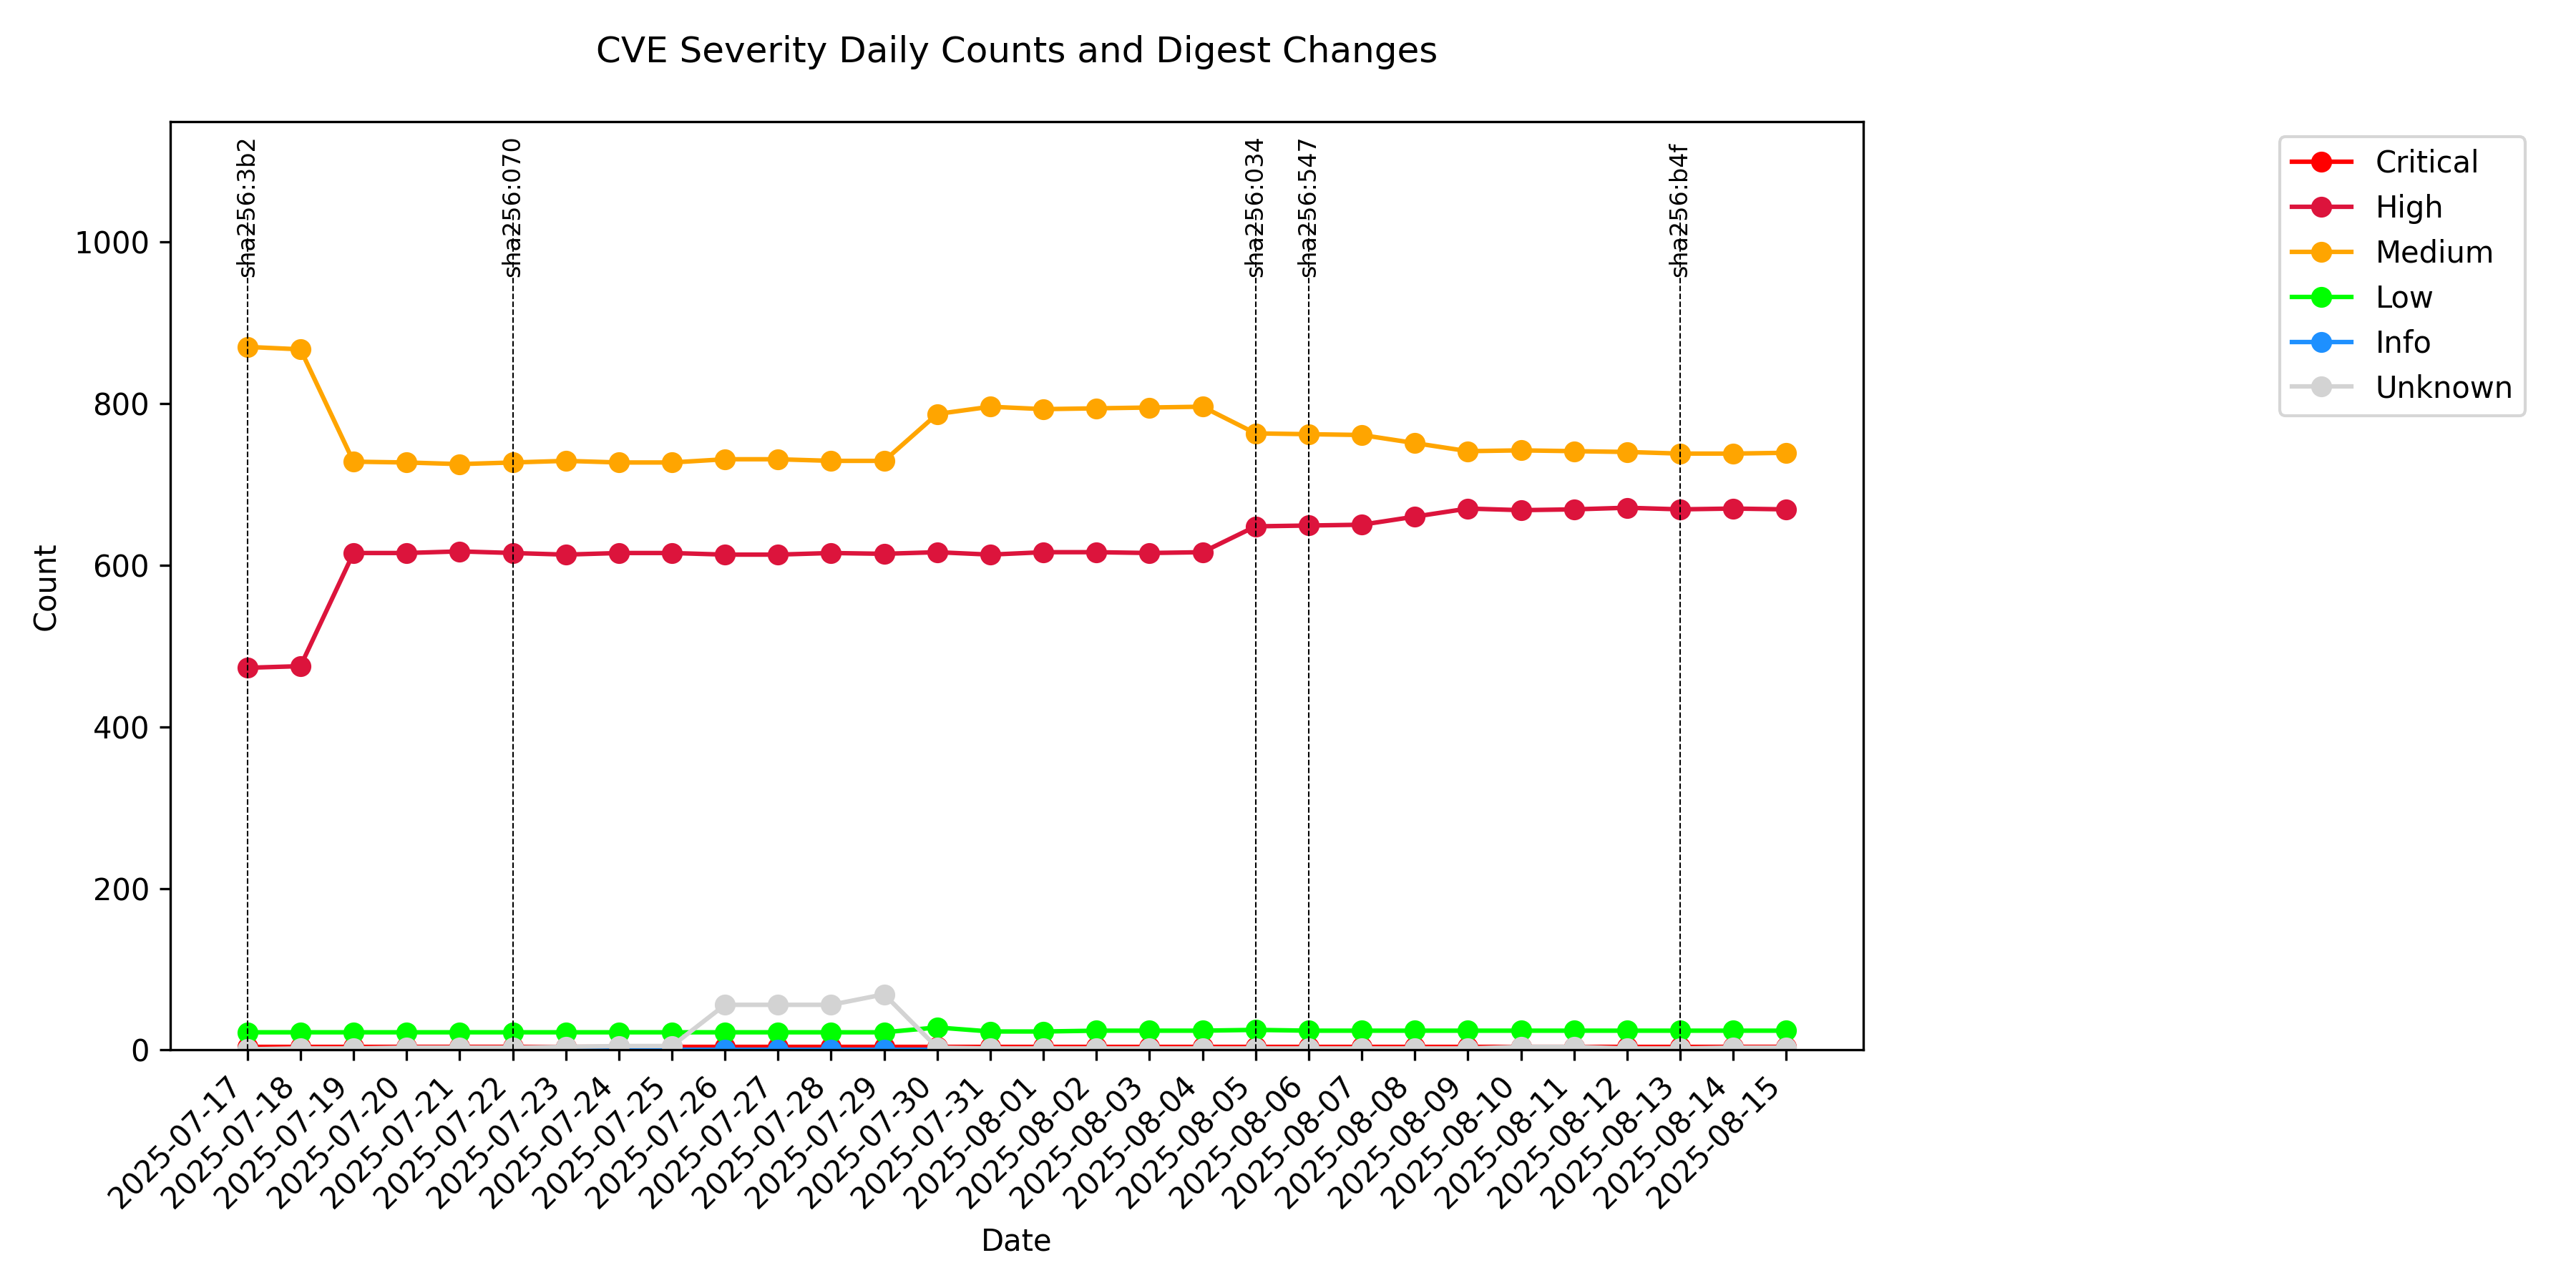 CVE Severity Daily Counts and Digest Changes
sha256:3b2
sha256:070
sha256:034
sha256:547
sha256:b4f
Critical
High
Medium
Low
Info
Unknown
Count
1000
800
600
400
200
0
2025-07-17
2025-07-18
2025-07-19
2025-07-20
2025-07-21
2025-07-22
2025-07-23
2025-07-24
2025-07-25
2025-07-26
2025-07-27
2025-07-28
2025-07-29
2025-07-30
2025-07-31
2025-08-01
2025-08-02
2025-08-03
2025-08-04
2025-08-05
2025-08-06
2025-08-07
2025-08-08
2025-08-09
2025-08-10
2025-08-11
2025-08-12
2025-08-13
2025-08-14
2025-08-15
Date